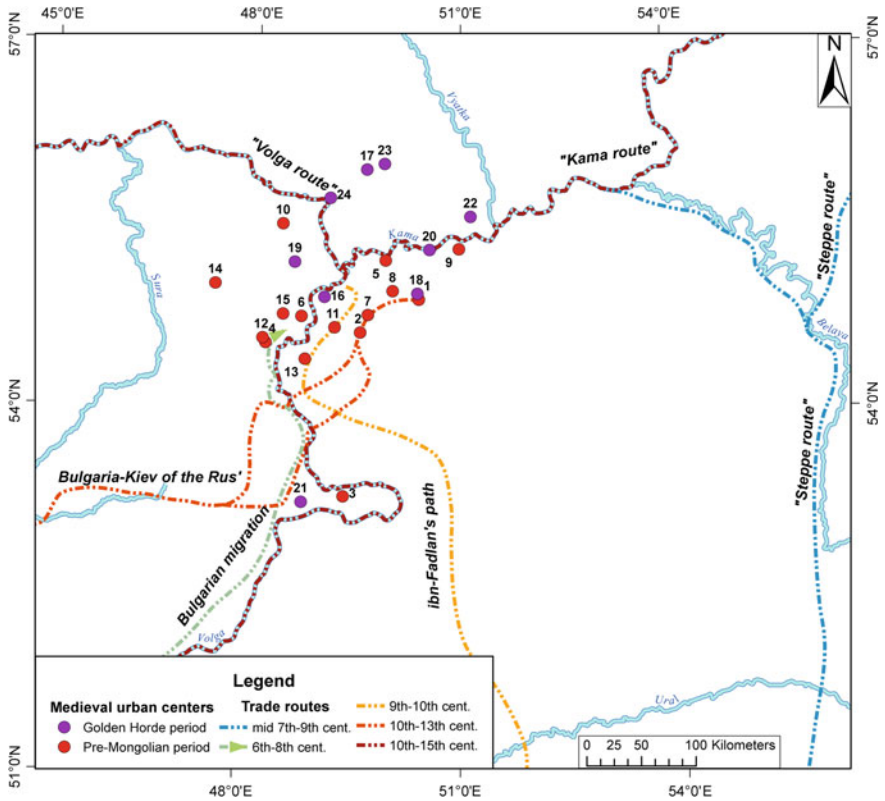 45°0'E 48°0'E 51°0'E 54°0'E
57°0'N 57°0'N
N
Vyatka
"Volga route"
"Kama route"
17 23
24
10
22
Kama
20
19
5
9
14
8
18 1
16
"Steppe route"
Sura
15 6
7
11
2
12 4
Belaya
13
54°0'N 54°0'N
"Steppe route"
Bulgaria-Kiev of the Rus'
21 3
ibn-Fadlan's path
Bulgarian migration
Volga
Ural
Legend
Medieval urban centers
Golden Horde period
Pre-Mongolian period
Trade routes
mid 7th-9th cent.
6th-8th cent.
9th-10th cent.
10th-13th cent.
10th-15th cent.
0 25 50 100 Kilometers
51°0'N 51°0'N
48°0'E 51°0'E 54°0'E